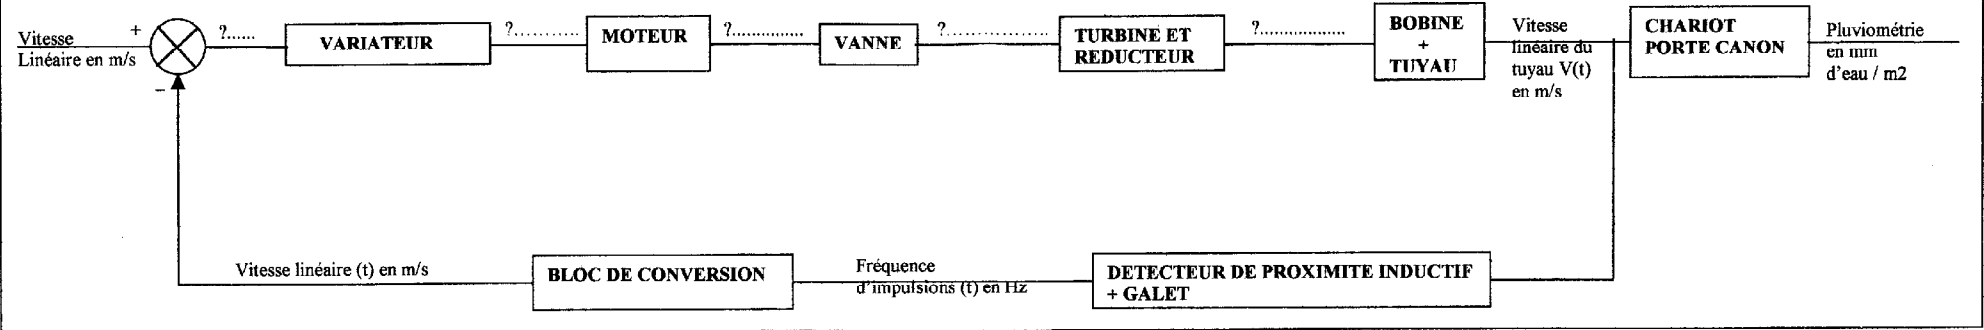 Vitesse
Linéaire en m/s
+
−
?......
VARIATEUR
?............
MOTEUR
?................
VANNE
?..................
TURBINE ET
REDUCTEUR
?..................
BOBINE
+
TUYAU
Vitesse
linéaire du
tuyau V(t)
en m/s
CHARIOT
PORTE CANON
Pluviométrie
en mm
d'eau / m2
Vitesse linéaire (t) en m/s
BLOC DE CONVERSION
Fréquence
d'impulsions (t) en Hz
DETECTEUR DE PROXIMITE INDUCTIF
+ GALET